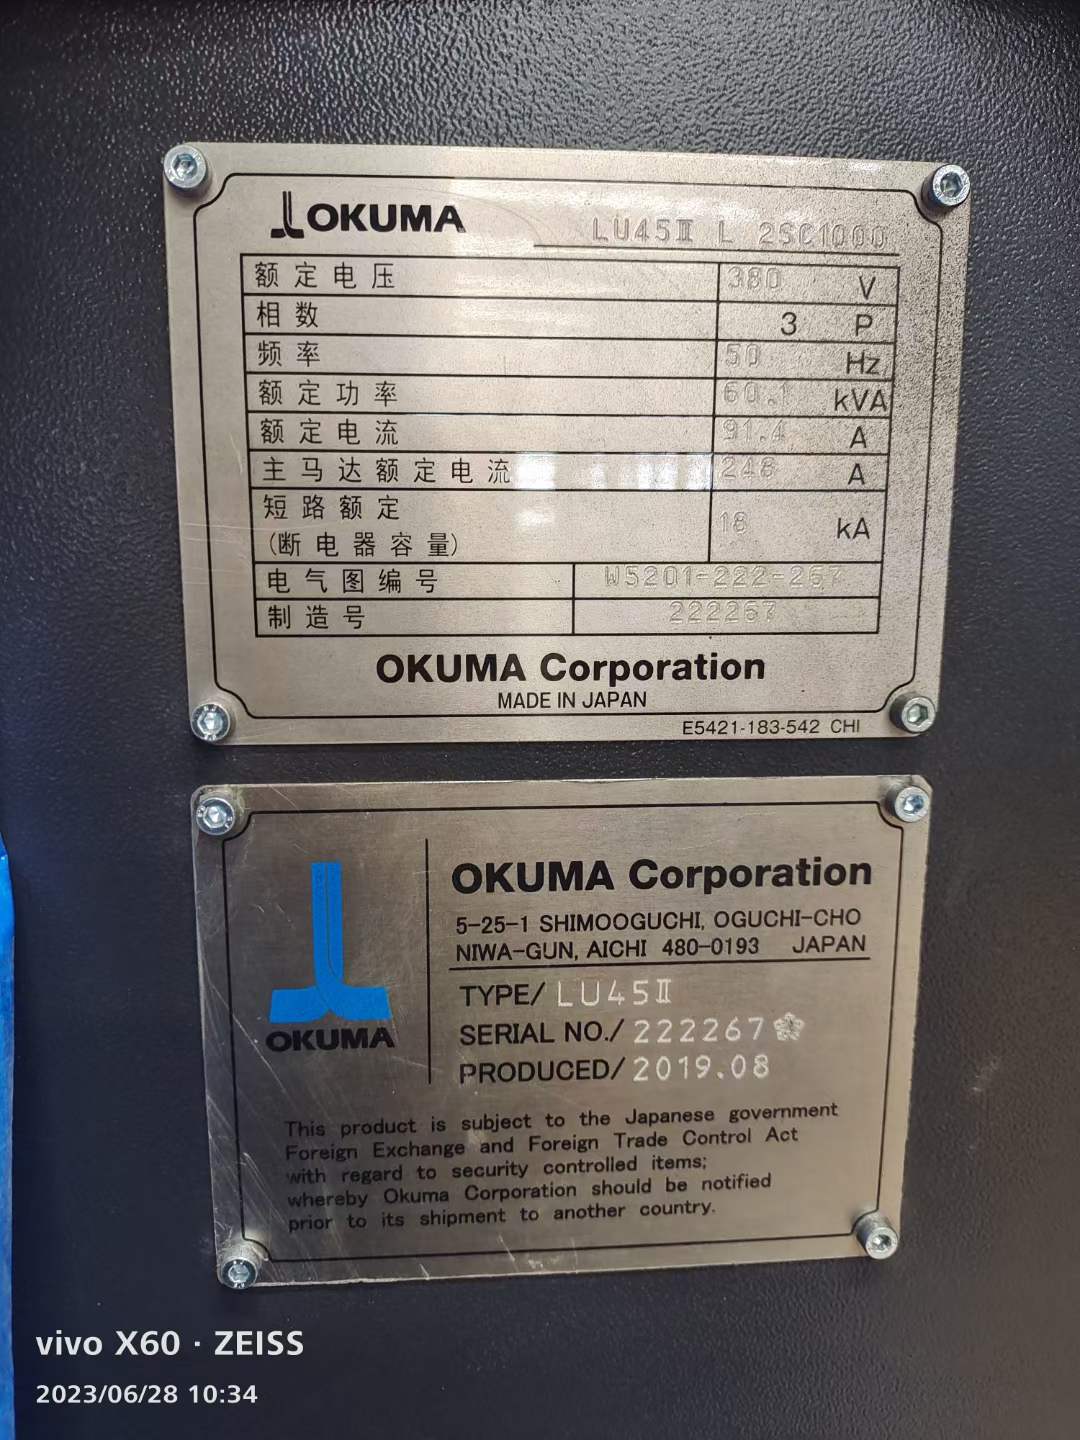 OKUMA LU45Ⅱ L 2SC1000
额定电压 380 V
相数 3 P
频率 50 Hz
额定功率 60.1 kVA
额定电流 91.4 A
主马达额定电流 248 A
短路额定
(断电器容量) 18 kA
电气图编号 W5201-222-267
制造号 222267
OKUMA Corporation
MADE IN JAPAN
E5421-183-542 CHI
OKUMA
OKUMA Corporation
5-25-1 SHIMOOGUCHI, OGUCHI-CHO
NIWA-GUN, AICHI 480-0193 JAPAN
TYPE/ LU45Ⅱ
SERIAL NO./ 222267
PRODUCED/ 2019.08
This product is subject to the Japanese government
Foreign Exchange and Foreign Trade Control Act
with regard to security controlled items;
whereby Okuma Corporation should be notified
prior to its shipment to another country.
vivo X60 · ZEISS
2023/06/28 10:34